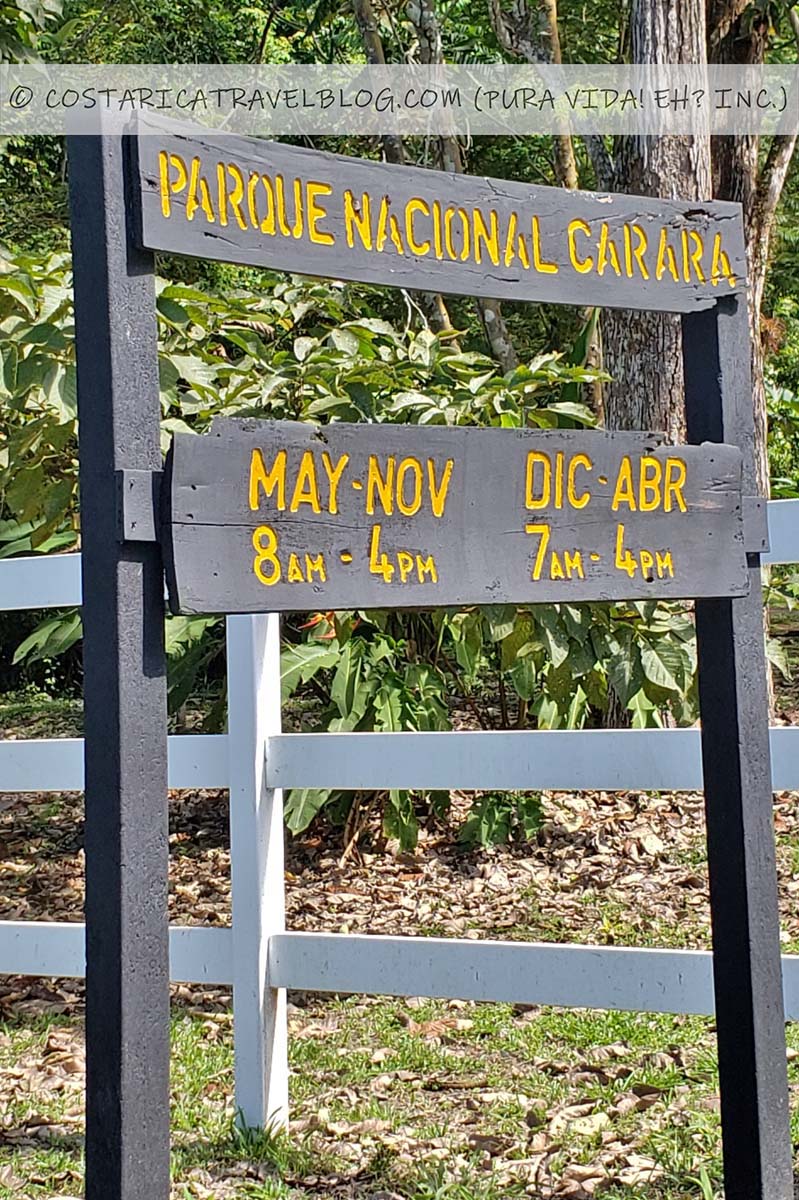 © COSTARICATRAVELBLOG.COM (PURA VIDA! EH? INC.)
PARQUE NACIONAL CARARA
MAY-NOV DIC-ABR
8AM - 4PM 7AM - 4PM